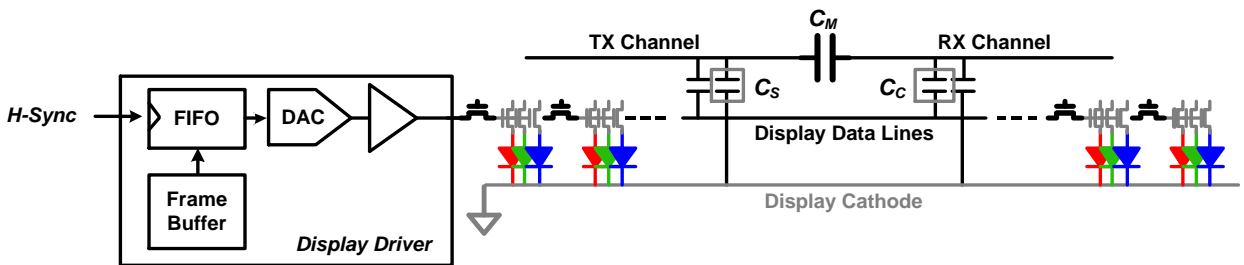 C_M
TX Channel
RX Channel
H-Sync
FIFO
DAC
C_S
C_C
Display Data Lines
Frame
Buffer
Display Driver
Display Cathode